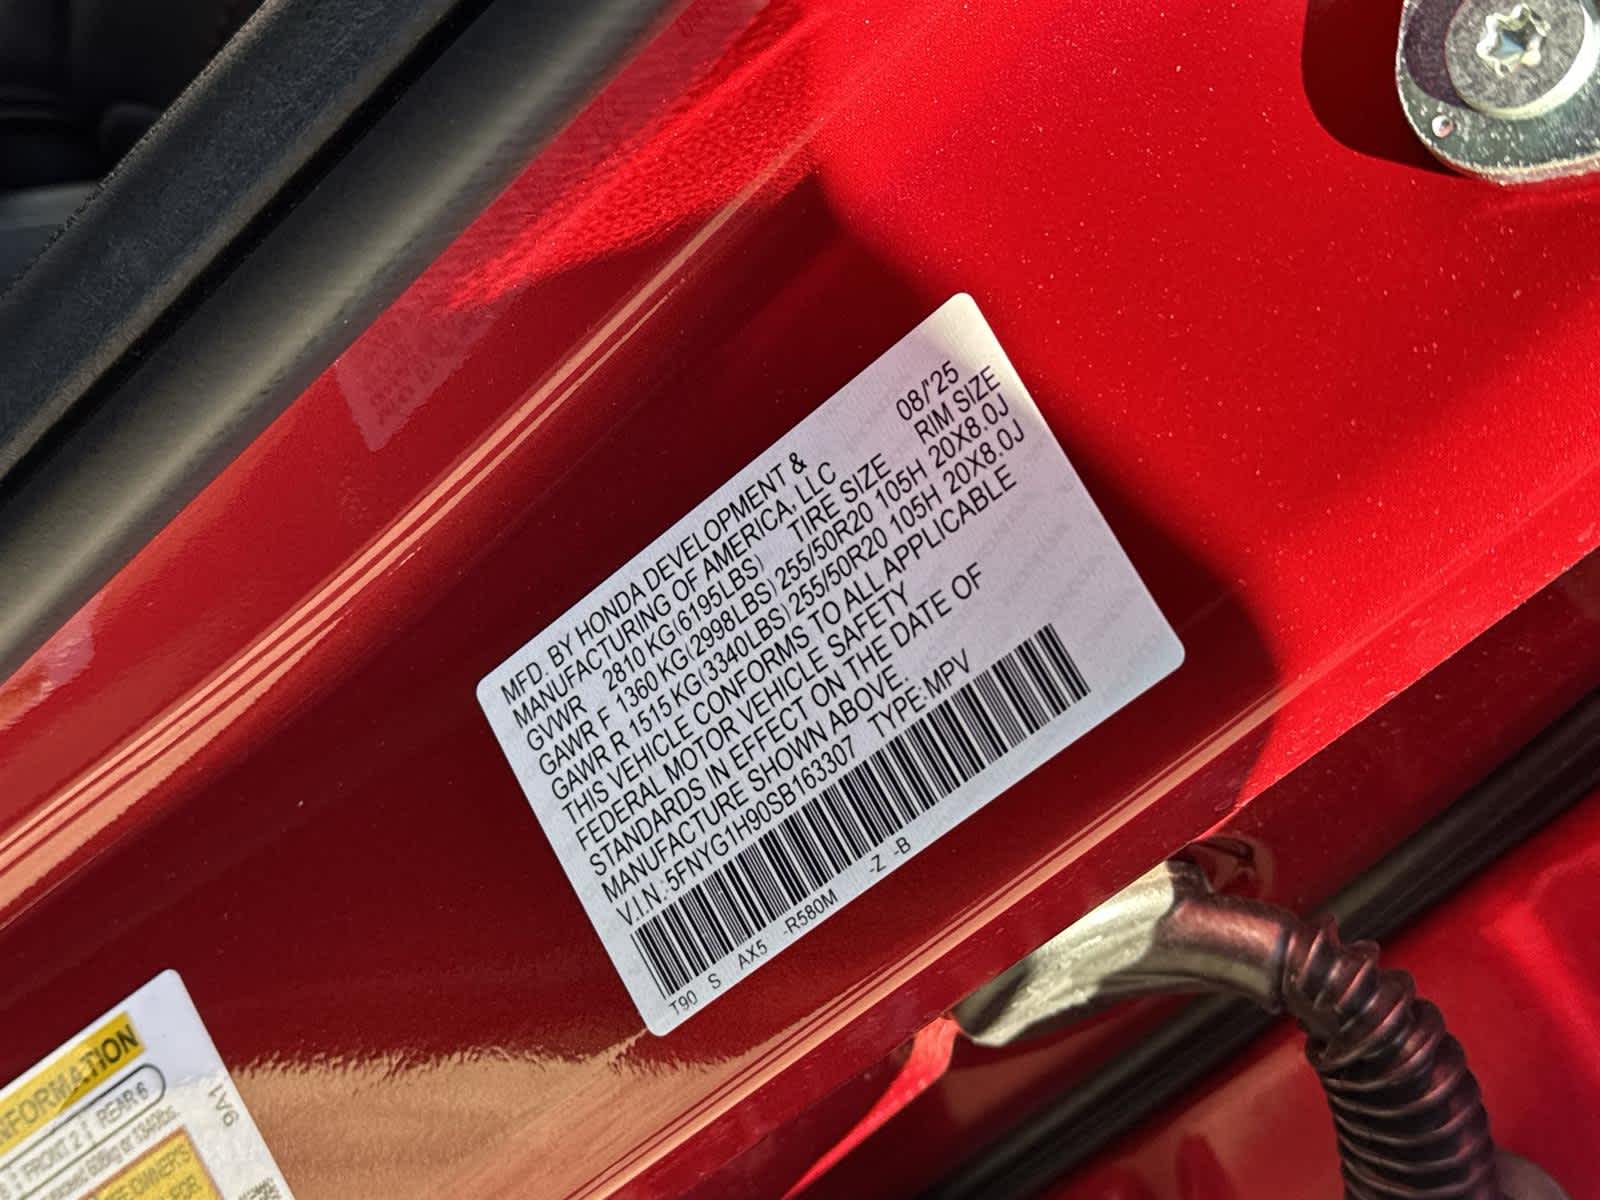 MFD. BY HONDA DEVELOPMENT & 08/'25
MANUFACTURING OF AMERICA, LLC RIM SIZE
GVWR 2810 KG(6195LBS) TIRE SIZE
GAWR F 1360 KG(2998LBS) 255/50R20 105H 20X8.0J
GAWR R 1515 KG(3340LBS) 255/50R20 105H 20X8.0J
THIS VEHICLE CONFORMS TO ALL APPLICABLE
FEDERAL MOTOR VEHICLE SAFETY
STANDARDS IN EFFECT ON THE DATE OF
MANUFACTURE SHOWN ABOVE.
V.I.N.:5FNYG1H90SB163307 TYPE:MPV
T90 S AX5 -R580M -Z -B
FRONT 2 REAR 6
9A1